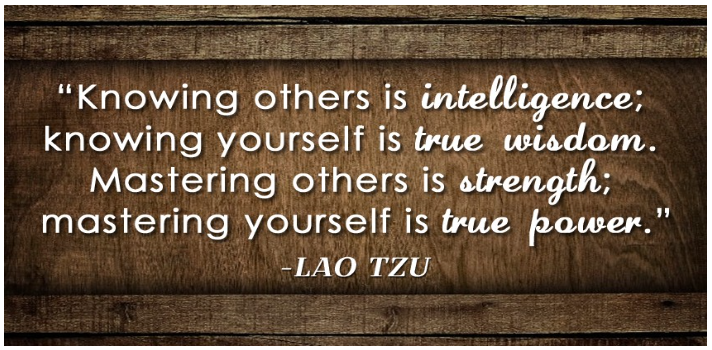 “Knowing others is intelligence;
knowing yourself is true wisdom.
Mastering others is strength;
mastering yourself is true power.”
-LAO TZU